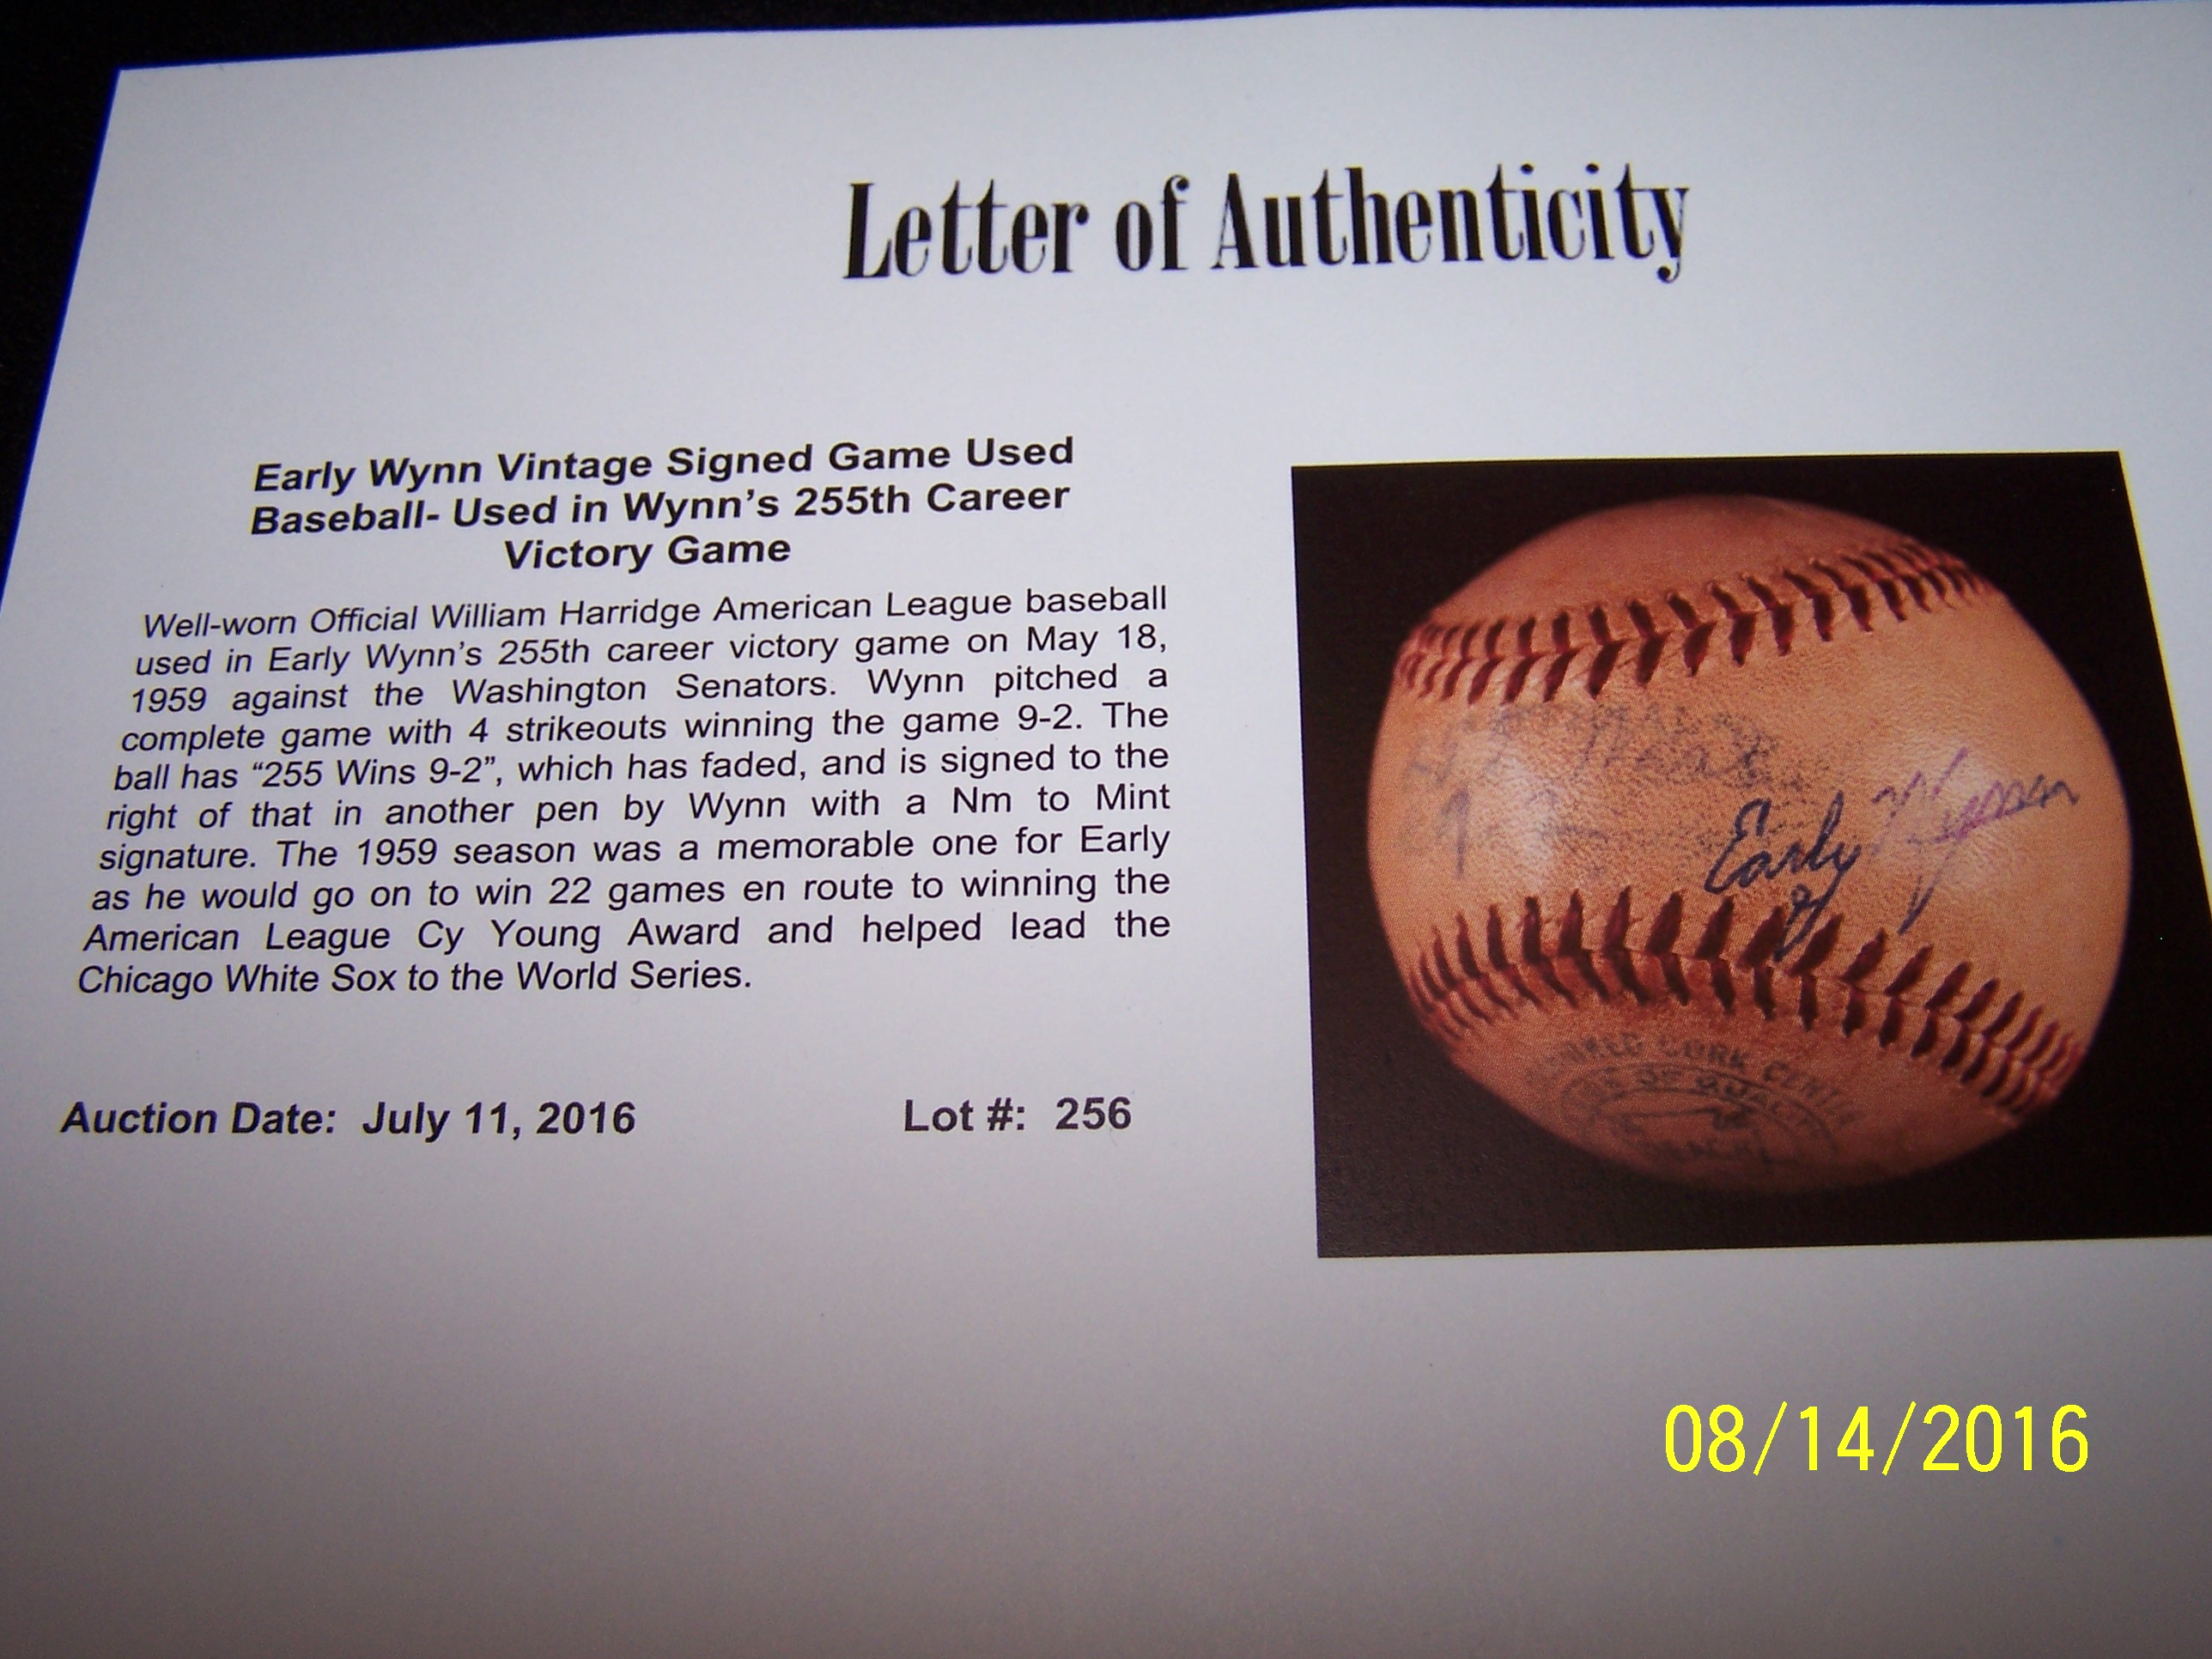 Letter of Authenticity
Early Wynn Vintage Signed Game Used
Baseball- Used in Wynn's 255th Career
Victory Game
Well-worn Official William Harridge American League baseball
used in Early Wynn's 255th career victory game on May 18,
1959 against the Washington Senators. Wynn pitched a
complete game with 4 strikeouts winning the game 9-2. The
ball has “255 Wins 9-2”, which has faded, and is signed to the
right of that in another pen by Wynn with a Nm to Mint
signature. The 1959 season was a memorable one for Early
as he would go on to win 22 games en route to winning the
American League Cy Young Award and helped lead the
Chicago White Sox to the World Series.
Auction Date: July 11, 2016
Lot #: 256
Early Wynn
CORK CENTER
OF QUALITY
08/14/2016